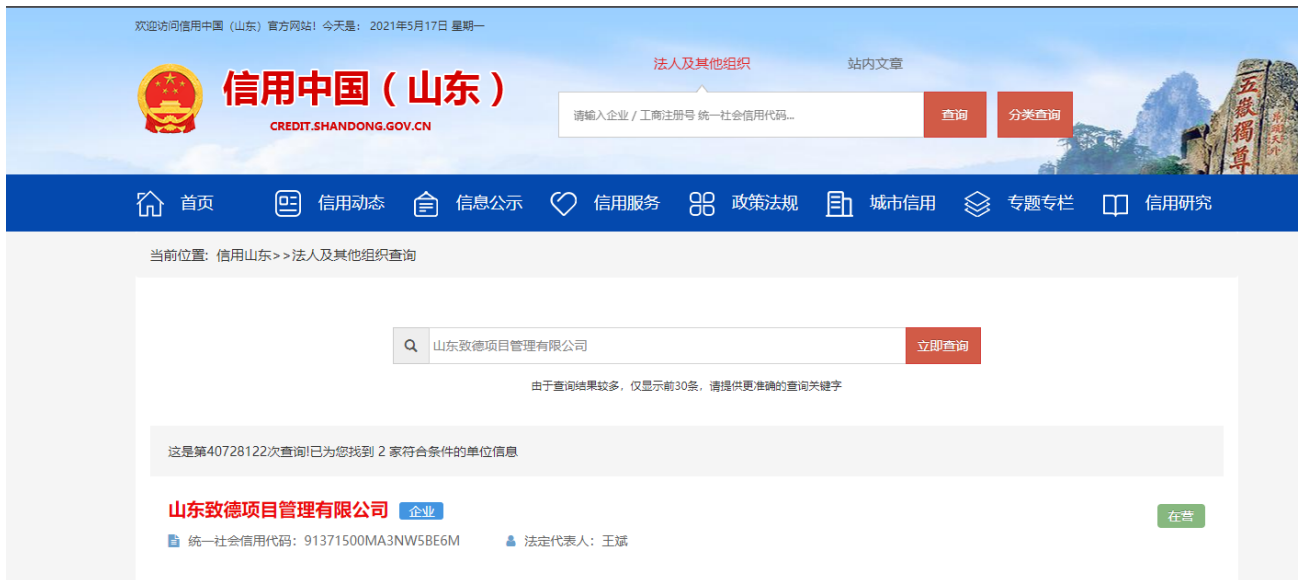 欢迎访问信用中国（山东）官方网站！今天是： 2021年5月17日 星期一
法人及其他组织 站内文章
信用中国（山东）
CREDIT.SHANDONG.GOV.CN
请输入企业 / 工商注册号 统一社会信用代码...
查询 分类查询
五嶽獨尊
昂頭天外
首页 信用动态 信息公示 信用服务 政策法规 城市信用 专题专栏 信用研究
当前位置：信用山东>>法人及其他组织查询
山东致德项目管理有限公司 立即查询
由于查询结果较多，仅显示前30条，请提供更准确的查询关键字
这是第40728122次查询!已为您找到 2 家符合条件的单位信息
山东致德项目管理有限公司 企业 在营
统一社会信用代码：91371500MA3NW5BE6M 法定代表人：王斌